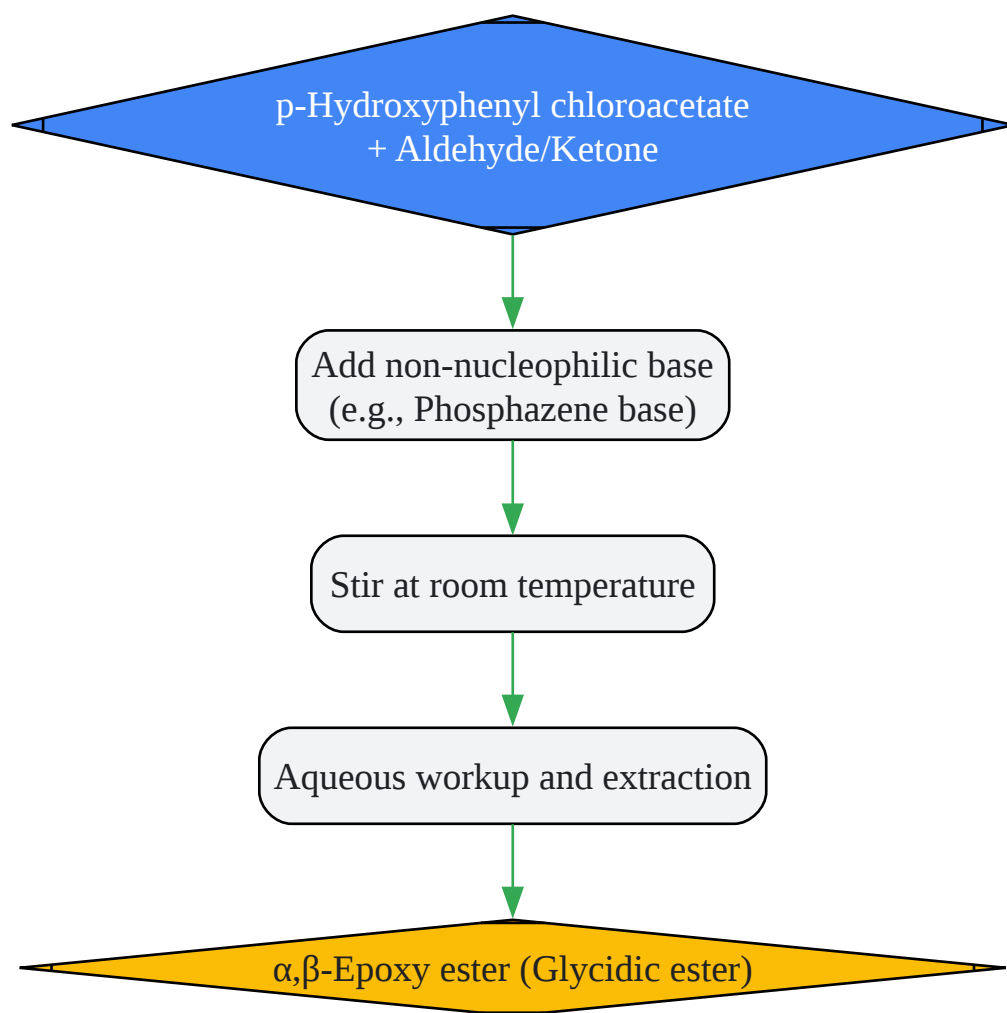 p-Hydroxyphenyl chloroacetate
+ Aldehyde/Ketone
Add non-nucleophilic base
(e.g., Phosphazene base)
Stir at room temperature
Aqueous workup and extraction
α,β-Epoxy ester (Glycidic ester)